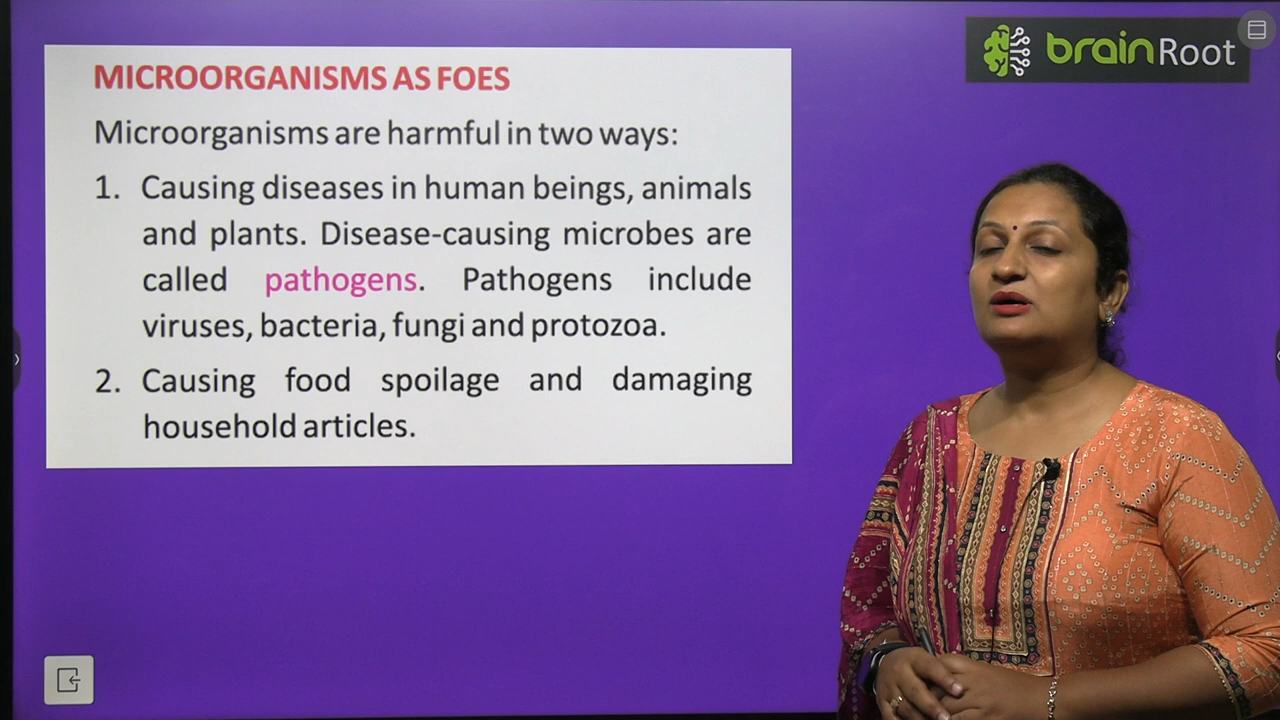 brainRoot
MICROORGANISMS AS FOES
Microorganisms are harmful in two ways:
1. Causing diseases in human beings, animals
and plants. Disease-causing microbes are
called pathogens. Pathogens include
viruses, bacteria, fungi and protozoa.
2. Causing food spoilage and damaging
household articles.